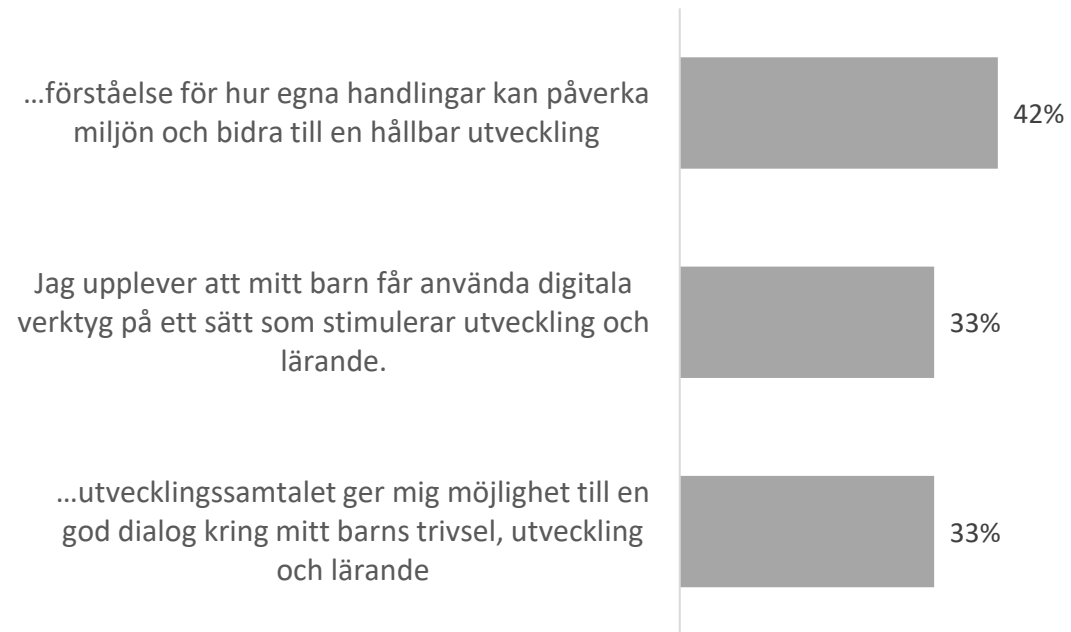 ...förståelse för hur egna handlingar kan påverka
miljön och bidra till en hållbar utveckling
42%
Jag upplever att mitt barn får använda digitala
verktyg på ett sätt som stimulerar utveckling och
lärande.
33%
...utvecklingssamtalet ger mig möjlighet till en
god dialog kring mitt barns trivsel, utveckling
och lärande
33%